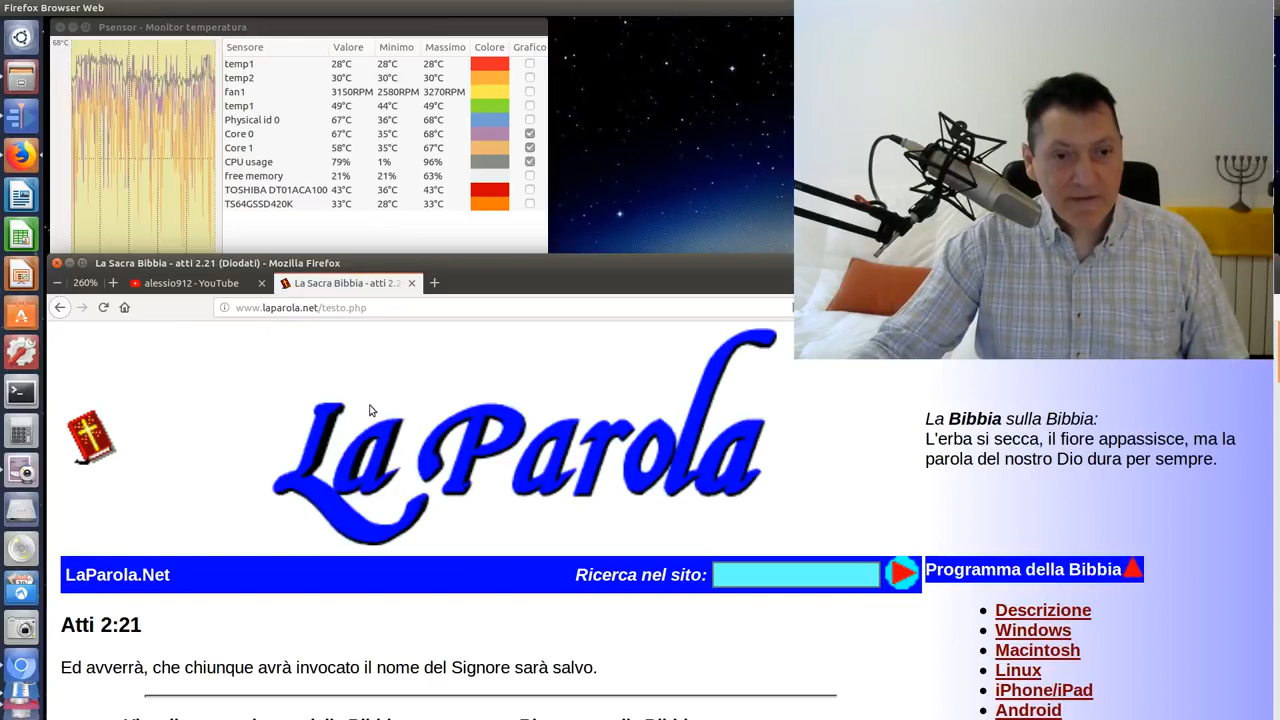 Firefox Browser Web
Psensor - Monitor temperatura
68°C
Sensore Valore Minimo Massimo Colore Grafico
temp1 28°C 28°C 28°C
temp2 30°C 30°C 30°C
fan1 3150RPM 2580RPM 3270RPM
temp1 49°C 44°C 49°C
Physical id 0 67°C 36°C 68°C
Core 0 67°C 35°C 68°C
Core 1 58°C 35°C 67°C
CPU usage 79% 1% 96%
free memory 21% 21% 63%
TOSHIBA DT01ACA100 43°C 36°C 43°C
TS64GSSD420K 33°C 28°C 33°C
La Sacra Bibbia - atti 2.21 (Diodati) - Mozilla Firefox
260% alessio912 - YouTube La Sacra Bibbia - atti 2.2
www.laparola.net/testo.php
La Parola
La Bibbia sulla Bibbia:
L'erba si secca, il fiore appassisce, ma la
parola del nostro Dio dura per sempre.
LaParola.Net Ricerca nel sito:
Programma della Bibbia
Descrizione
Windows
Macintosh
Linux
iPhone/iPad
Android
Atti 2:21
Ed avverrà, che chiunque avrà invocato il nome del Signore sarà salvo.